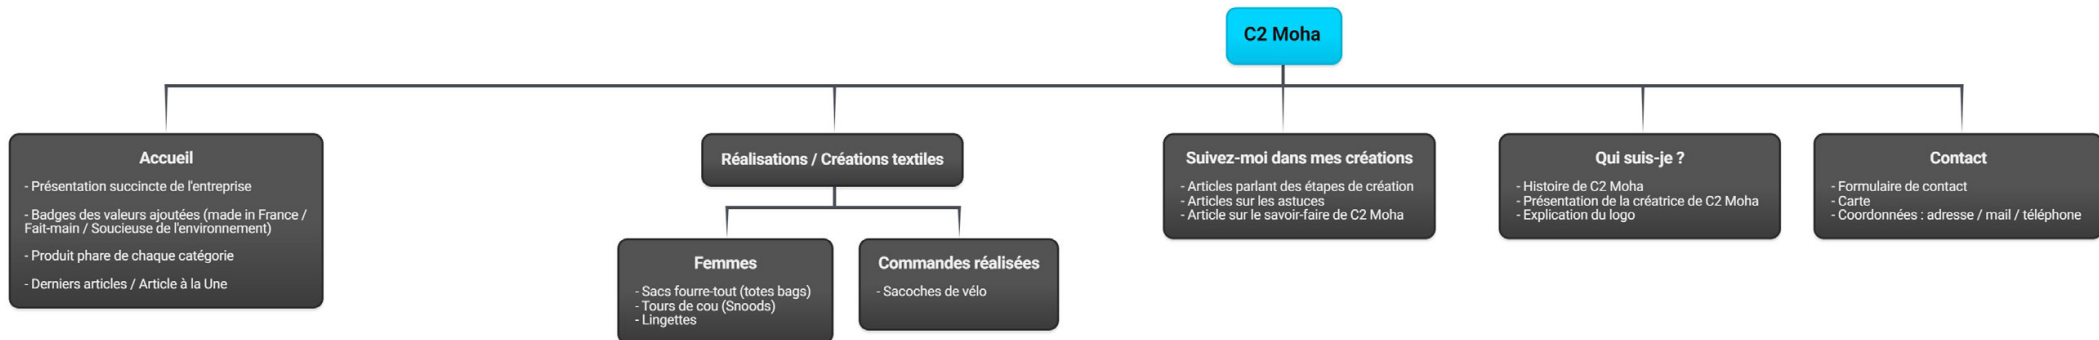 C2 Moha
Accueil
- Présentation succincte de l'entreprise
- Badges des valeurs ajoutées (made in France /
Fait-main / Soucieuse de l'environnement)
- Produit phare de chaque catégorie
- Derniers articles / Article à la Une
Réalisations / Créations textiles
Femmes
- Sacs fourre-tout (totes bags)
- Tours de cou (Snoods)
- Lingettes
Commandes réalisées
- Sacoches de vélo
Suivez-moi dans mes créations
- Articles parlant des étapes de création
- Articles sur les astuces
- Article sur le savoir-faire de C2 Moha
Qui suis-je ?
- Histoire de C2 Moha
- Présentation de la créatrice de C2 Moha
- Explication du logo
Contact
- Formulaire de contact
- Carte
- Coordonnées : adresse / mail / téléphone